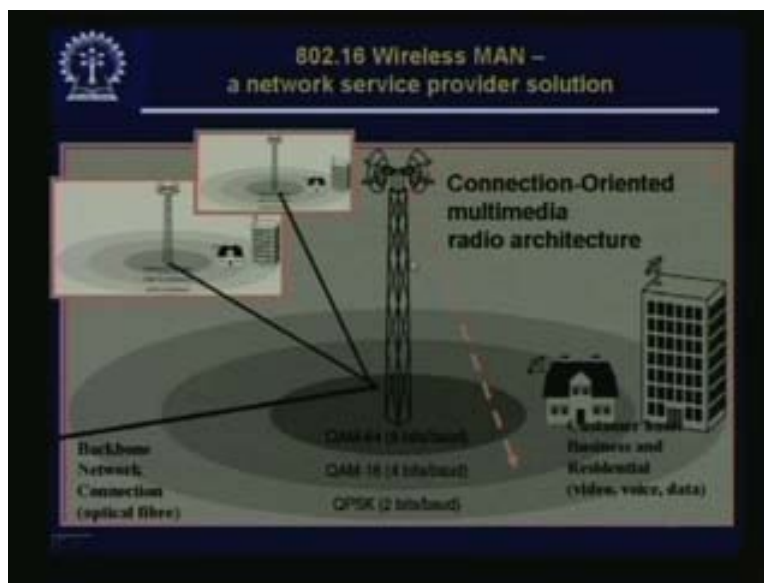 802.16 Wireless MAN –
a network service provider solution
Connection-Oriented
multimedia
radio architecture
QAM-64 (6 bits/baud)
QAM-16 (4 bits/baud)
QPSK (2 bits/baud)
Backbone
Network
Connection
(optical fibre)
Customer
Business and
Residential
(video, voice, data)